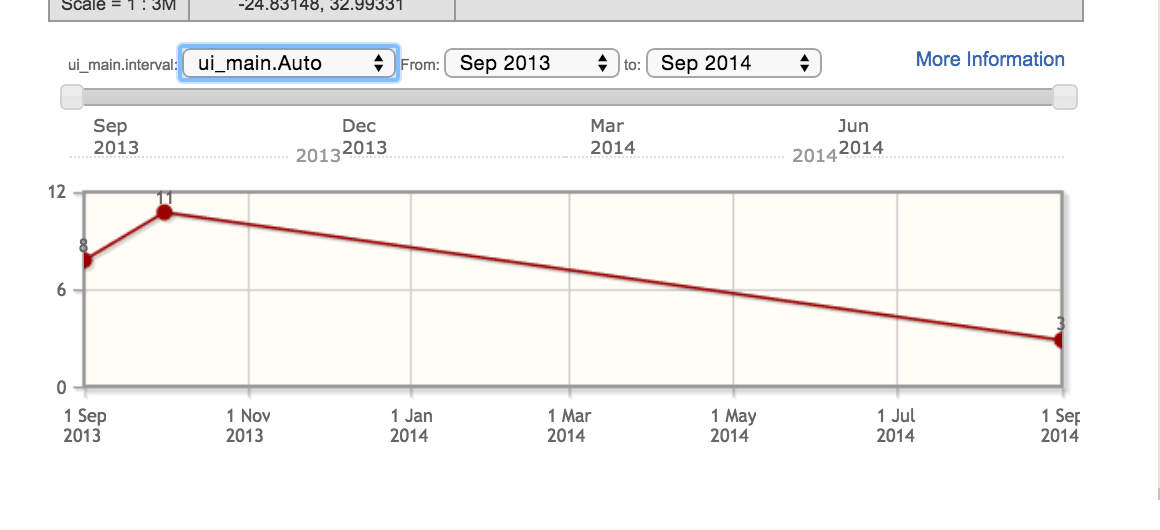 Scale = 1 : 3M -24.83148, 32.99331
ui_main.interval: ui_main.Auto From: Sep 2013 to: Sep 2014 More Information
Sep 2013
Dec 2013
Mar 2014
Jun 2014
2013 2014
12
6
0
8
11
3
1 Sep 2013
1 Nov 2013
1 Jan 2014
1 Mar 2014
1 May 2014
1 Jul 2014
1 Sep 2014